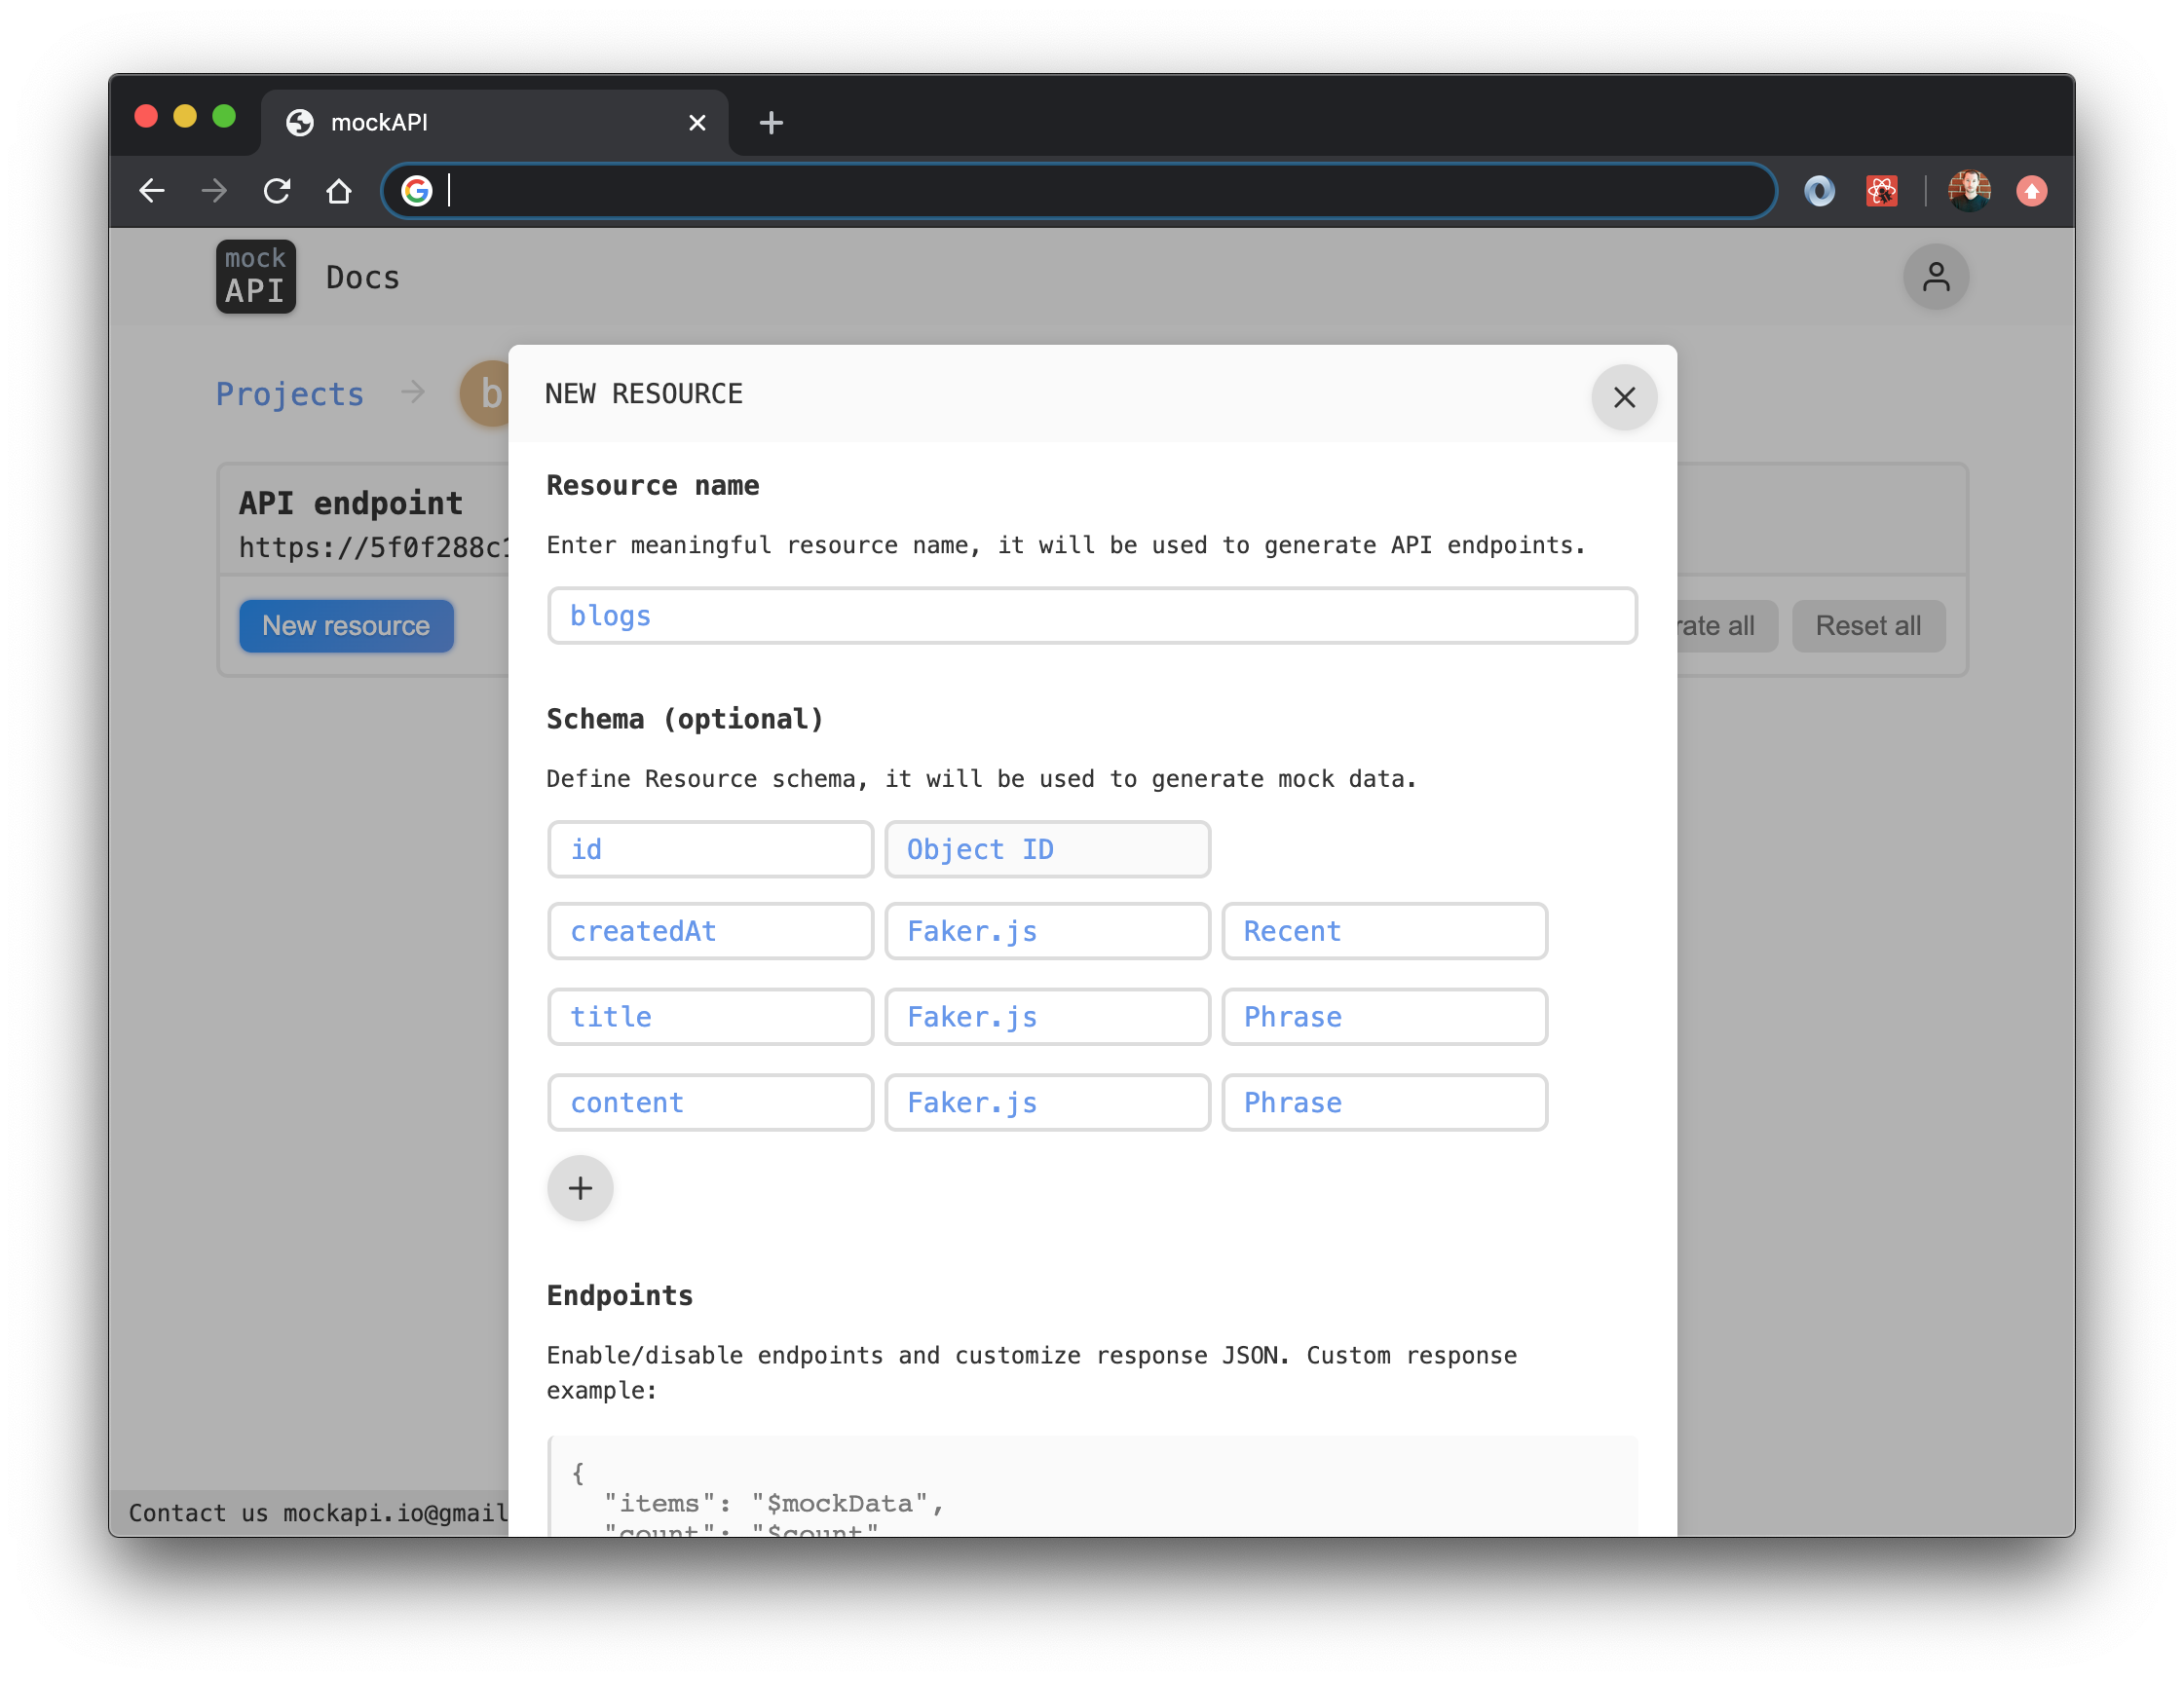 mockAPI
mock
API
Docs
Projects
b
NEW RESOURCE
API endpoint
https://5f0f288c1
New resource
rate all
Reset all
Resource name
Enter meaningful resource name, it will be used to generate API endpoints.
blogs
Schema (optional)
Define Resource schema, it will be used to generate mock data.
id Object ID
createdAt Faker.js Recent
title Faker.js Phrase
content Faker.js Phrase
Endpoints
Enable/disable endpoints and customize response JSON. Custom response
example:
{
"items": "$mockData",
"count": "$count"
Contact us mockapi.io@gmail